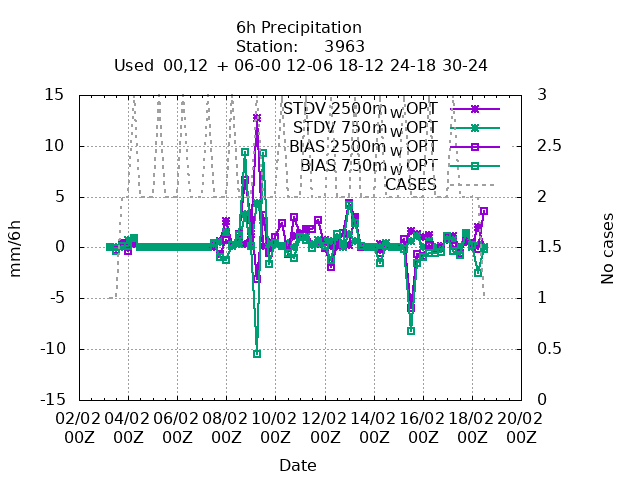 6h Precipitation
Station: 3963
Used 00,12 + 06-00 12-06 18-12 24-18 30-24
15 3
STDV 2500m w OPT
STDV 750m w OPT
10 2.5
BIAS 2500m w OPT
BIAS 750m w OPT
CASES
5 2
0 1.5
-5 1
-10 0.5
-15 0
mm/6h
No cases
02/02 04/02 06/02 08/02 10/02 12/02 14/02 16/02 18/02 20/02
00Z 00Z 00Z 00Z 00Z 00Z 00Z 00Z 00Z 00Z
Date